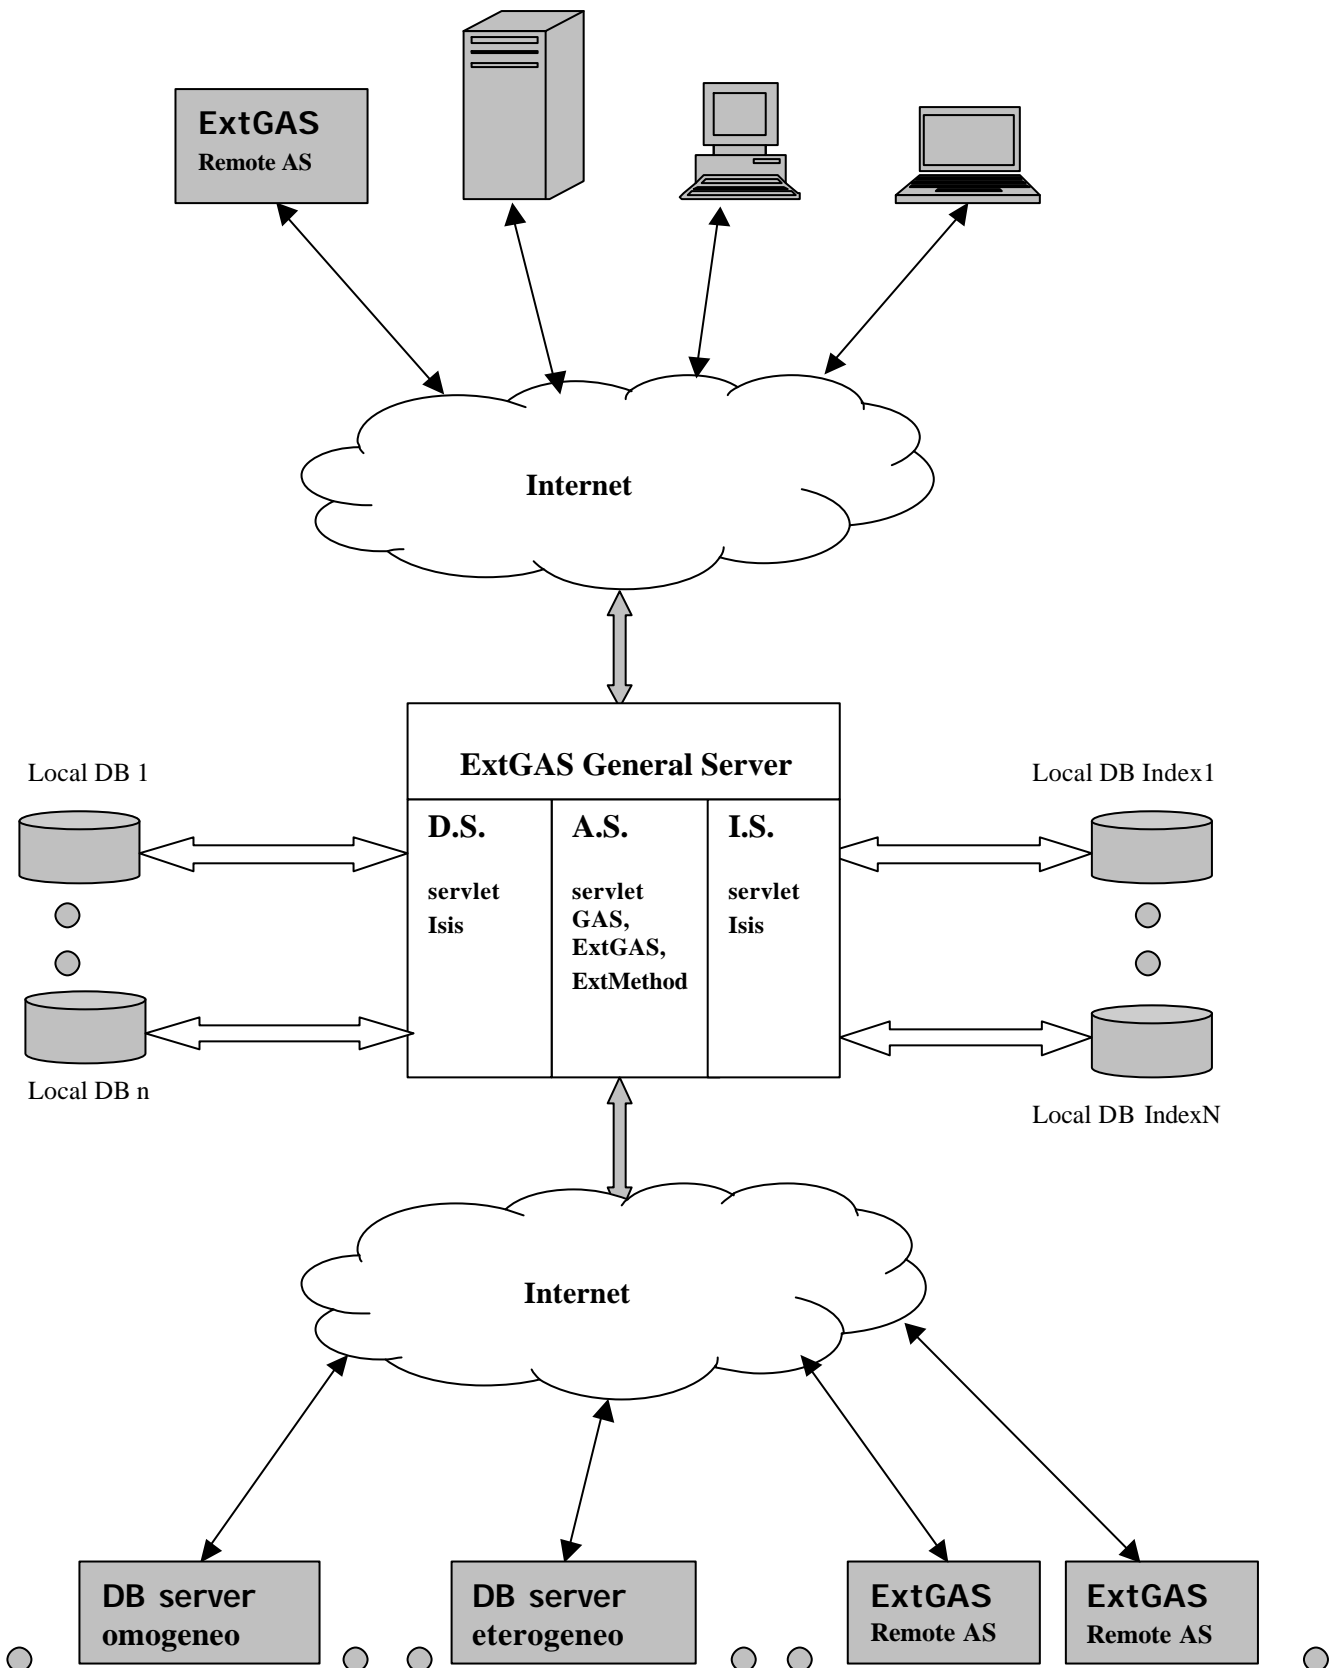 ExtGAS
Remote AS
Internet
ExtGAS General Server
Local DB 1
Local DB Index1
D.S.
servlet
Isis
A.S.
servlet
GAS,
ExtGAS,
ExtMethod
I.S.
servlet
Isis
Local DB n
Local DB IndexN
Internet
DB server
omogeneo
DB server
eterogeneo
ExtGAS
Remote AS
ExtGAS
Remote AS